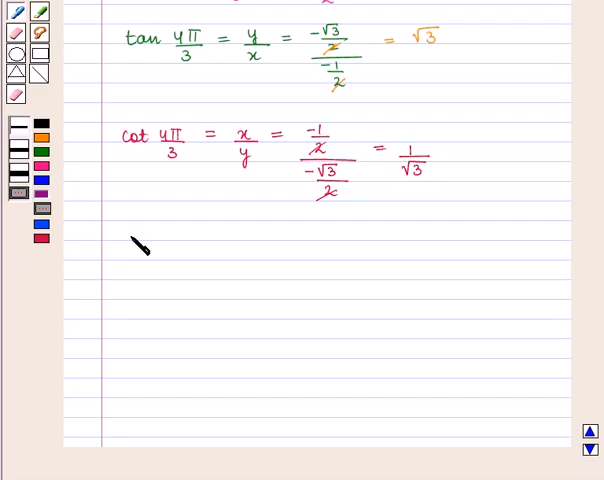 tan 4π/3 = y/x = (-√3/2)/(-1/2) = √3
cot 4π/3 = x/y = (-1/2)/(-√3/2) = 1/√3